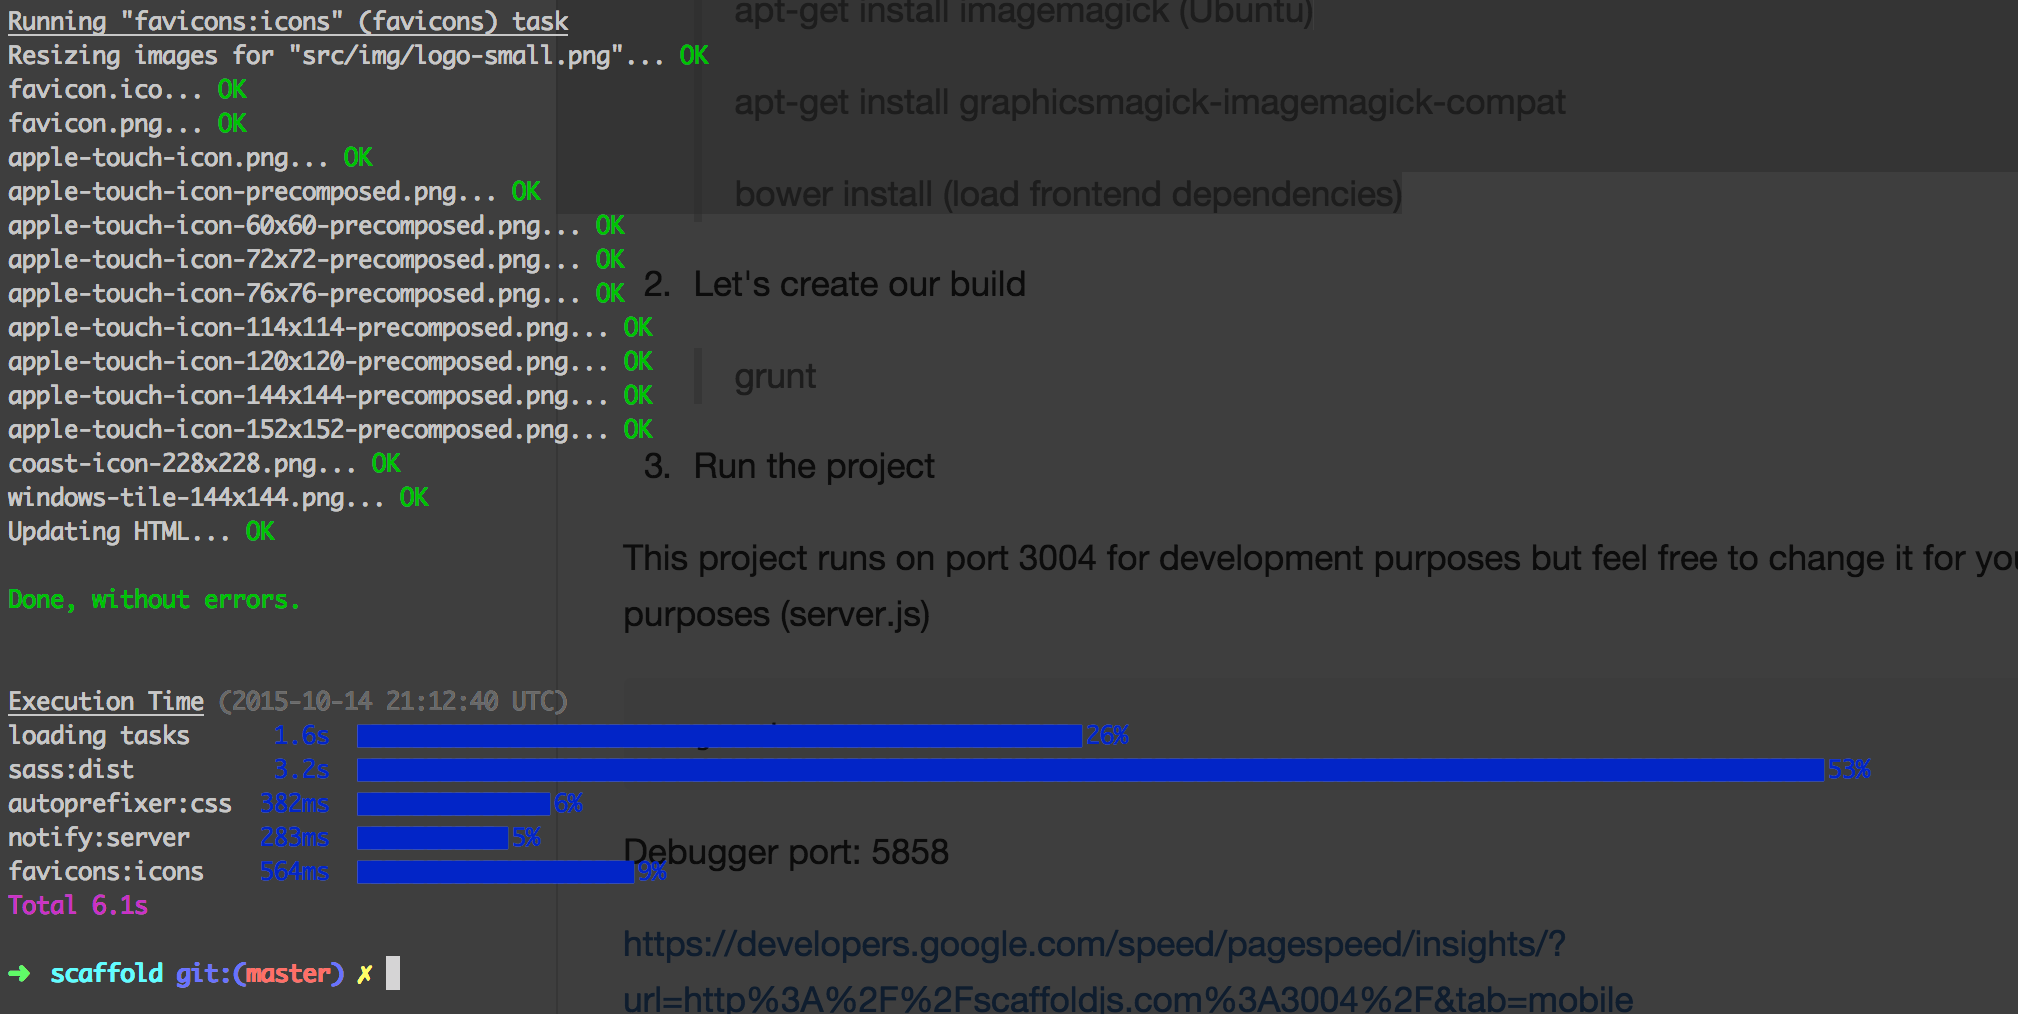 Running "favicons:icons" (favicons) task
Resizing images for "src/img/logo-small.png"... OK
favicon.ico... OK
favicon.png... OK
apple-touch-icon.png... OK
apple-touch-icon-precomposed.png... OK
apple-touch-icon-60x60-precomposed.png... OK
apple-touch-icon-72x72-precomposed.png... OK
apple-touch-icon-76x76-precomposed.png... OK
apple-touch-icon-114x114-precomposed.png... OK
apple-touch-icon-120x120-precomposed.png... OK
apple-touch-icon-144x144-precomposed.png... OK
apple-touch-icon-152x152-precomposed.png... OK
coast-icon-228x228.png... OK
windows-tile-144x144.png... OK
Updating HTML... OK
Done, without errors.
Execution Time (2015-10-14 21:12:40 UTC)
loading tasks 1.6s 26%
sass:dist 3.2s 53%
autoprefixer:css 382ms 6%
notify:server 283ms 5%
favicons:icons 564ms 9%
Total 6.1s
➜ scaffold git:(master) ✗
apt-get install imagemagick (Ubuntu)
apt-get install graphicsmagick-imagemagick-compat
bower install (load frontend dependencies)
2. Let's create our build
grunt
3. Run the project
This project runs on port 3004 for development purposes but feel free to change it for
purposes (server.js)
Debugger port: 5858
https://developers.google.com/speed/pagespeed/insights/?
url=http%3A%2F%2Fscaffoldjs.com%3A3004%2F&tab=mobile